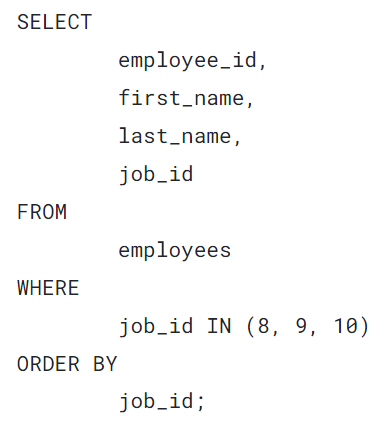 SELECT
employee_id,
first_name,
last_name,
job_id
FROM
employees
WHERE
job_id IN (8, 9, 10)
ORDER BY
job_id;